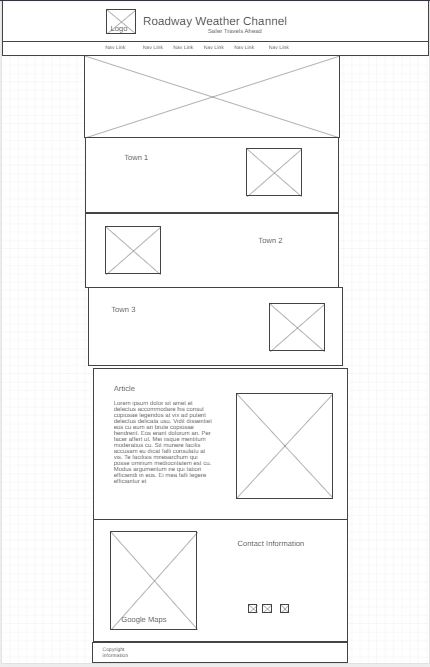 Logo
Roadway Weather Channel
Safer Travels Ahead
Nav Link Nav Link Nav Link Nav Link Nav Link Nav Link
Town 1
Town 2
Town 3
Article
Lorem ipsum dolor sit amet et
delectus accommodare his consul
copiosae legendos at vix ad putent
delectus delicata usu. Vidit dissentiet
eos cu eum an brute copiosae
hendrerit. Eos erant dolorum an. Per
facer affert ut. Mei iisque mentitum
moderatius cu. Sit munere facilis
accusam eu dicat falli consulatu at
vis. Te facilisis mnesarchum qui
posse omnium mediocritatem est cu.
Modus argumentum ne qui tation
efficiendi in eos. Ei mea falli legere
efficiantur et
Contact Information
Google Maps
Copyright
information